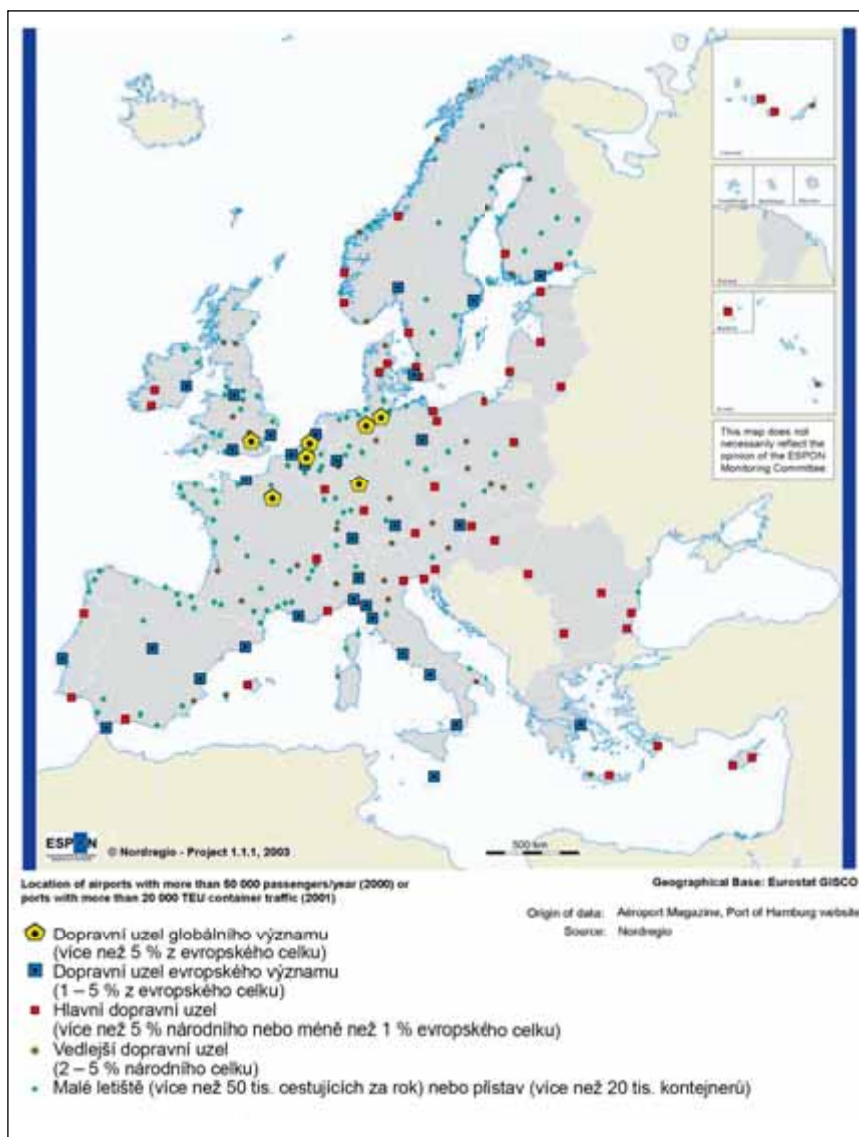 This map does not
necessarily reflect the
opinion of the ESPON
Monitoring Committee
ESPON
© Nordregio - Project 1.1.1, 2003
500 km
Location of airports with more than 50 000 passengers/year (2000) or
ports with more than 20 000 TEU container traffic (2001)
Geographical Base: Eurostat GISCO
Origin of data: Aéroport Magazine, Port of Hamburg website
Source: Nordregio
Dopravní uzel globálního významu
(více než 5 % z evropského celku)
Dopravní uzel evropského významu
(1 – 5 % z evropského celku)
Hlavní dopravní uzel
(více než 5 % národního nebo méně než 1 % evropského celku)
Vedlejší dopravní uzel
(2 – 5 % národního celku)
Malé letiště (více než 50 tis. cestujících za rok) nebo přístav (více než 20 tis. kontejnerů)